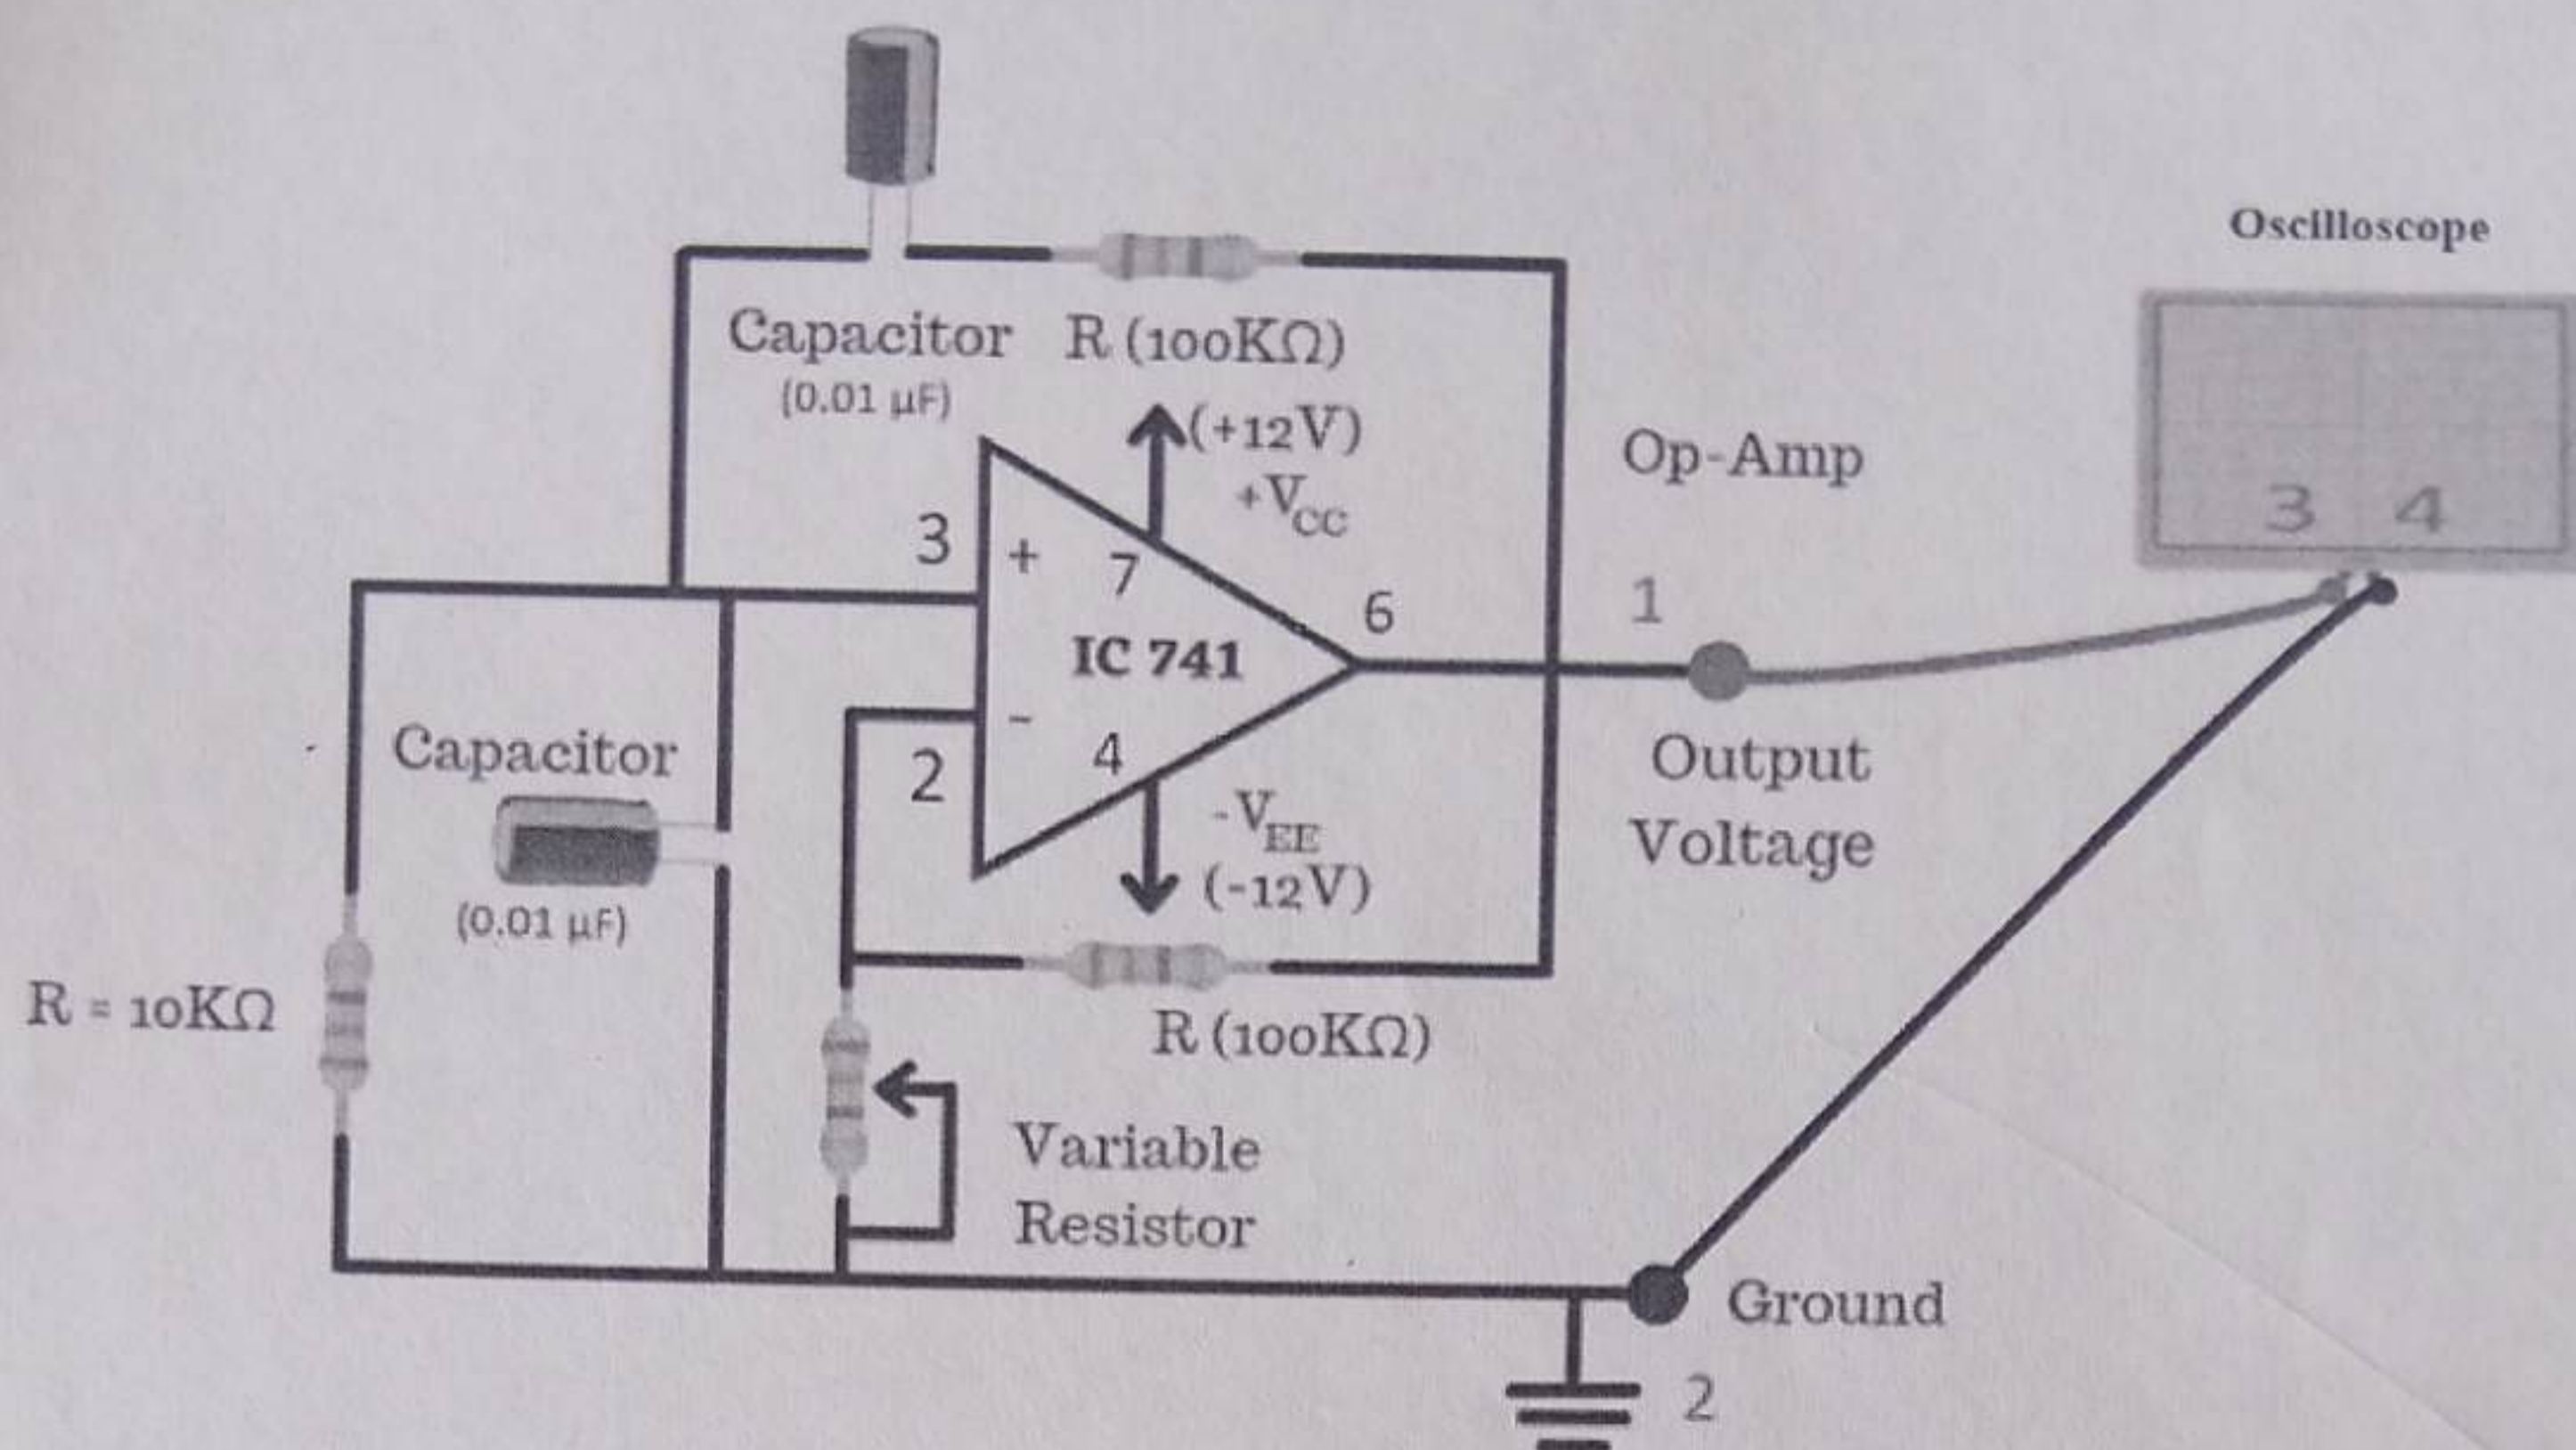 Oscilloscope
3 4
Capacitor
(0.01 µF)
R (100KΩ)
(+12V)
+VCC
Op-Amp
3
+
7
IC 741
6
1
-
2
4
-VEE
(-12V)
Output
Voltage
Capacitor
(0.01 µF)
R = 10KΩ
R (100KΩ)
Variable
Resistor
Ground
2